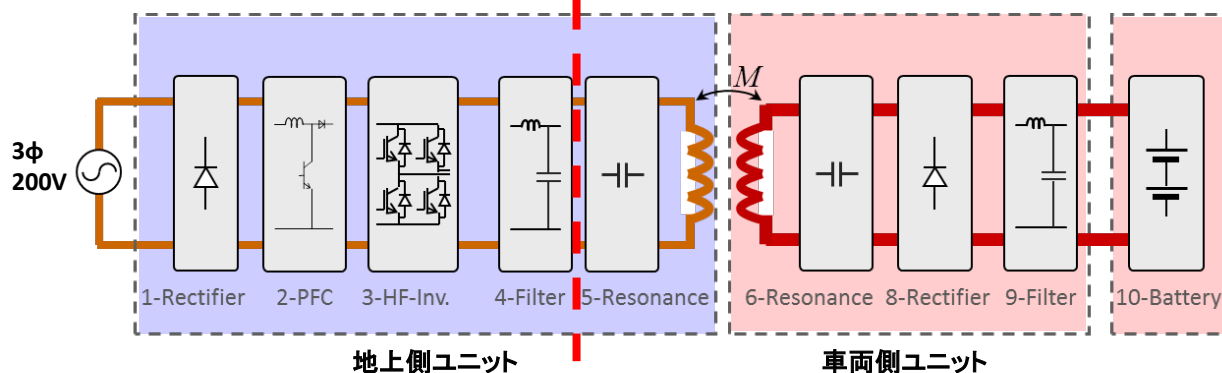 M
3ф
200V
1-Rectifier
2-PFC
3-HF-Inv.
4-Filter
5-Resonance
6-Resonance
8-Rectifier
9-Filter
10-Battery
地上側ユニット
車両側ユニット